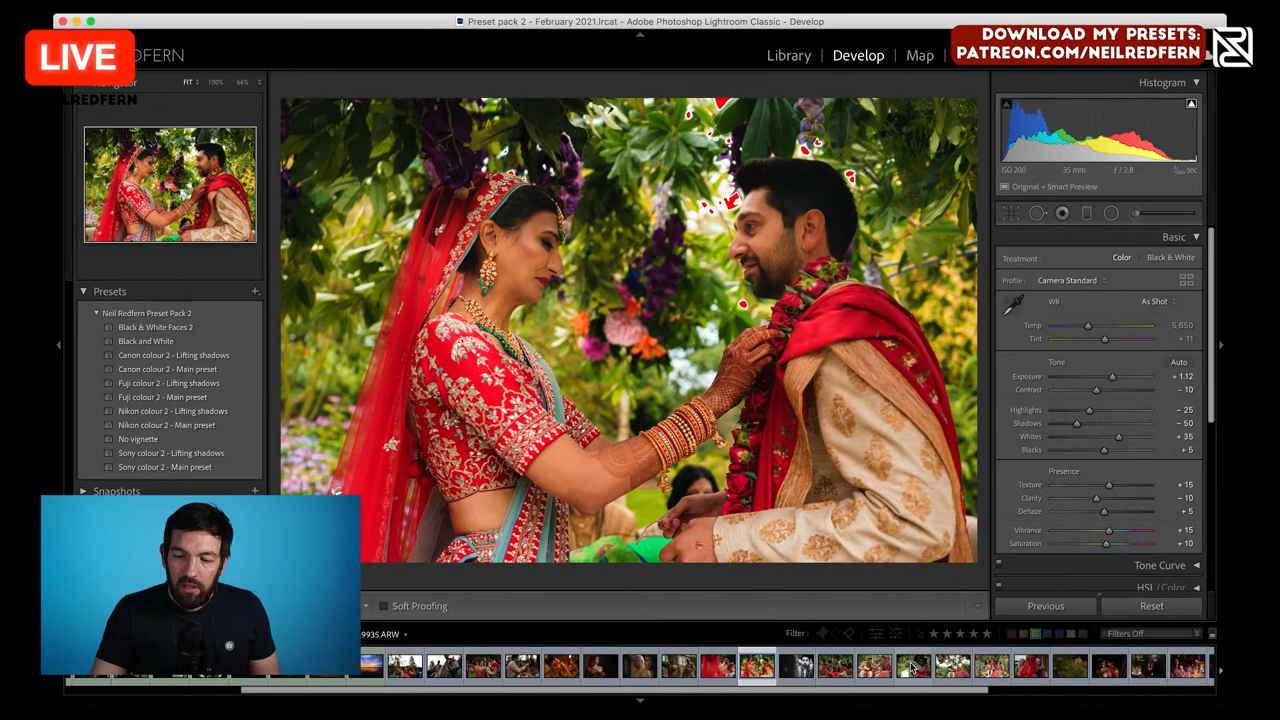 Preset pack 2 - February 2021.lrcat - Adobe Photoshop Lightroom Classic - Develop
LIVE
DOWNLOAD MY PRESETS:
PATREON.COM/NEILREDFERN
Library | Develop | Map |
FIT 100% 66%
Histogram
ISO 200 35 mm ƒ / 2.8
Original + Smart Preview
Basic
Treatment : Color Black & White
Profile : Camera Standard
WB: As Shot
Temp 5,650
Tint + 11
Tone Auto
Exposure + 1.12
Contrast − 10
Highlights − 25
Shadows − 50
Whites + 35
Blacks + 5
Presence
Texture + 15
Clarity − 10
Dehaze + 5
Vibrance + 15
Saturation + 10
Tone Curve
HSL / Color
Previous Reset
Presets
Neil Redfern Preset Pack 2
Black & White Faces 2
Black and White
Canon colour 2 - Lifting shadows
Canon colour 2 - Main preset
Fuji colour 2 - Lifting shadows
Fuji colour 2 - Main preset
Nikon colour 2 - Lifting shadows
Nikon colour 2 - Main preset
No vignette
Sony colour 2 - Lifting shadows
Sony colour 2 - Main preset
Snapshots
Soft Proofing
9935.ARW
Filter :
Filters Off